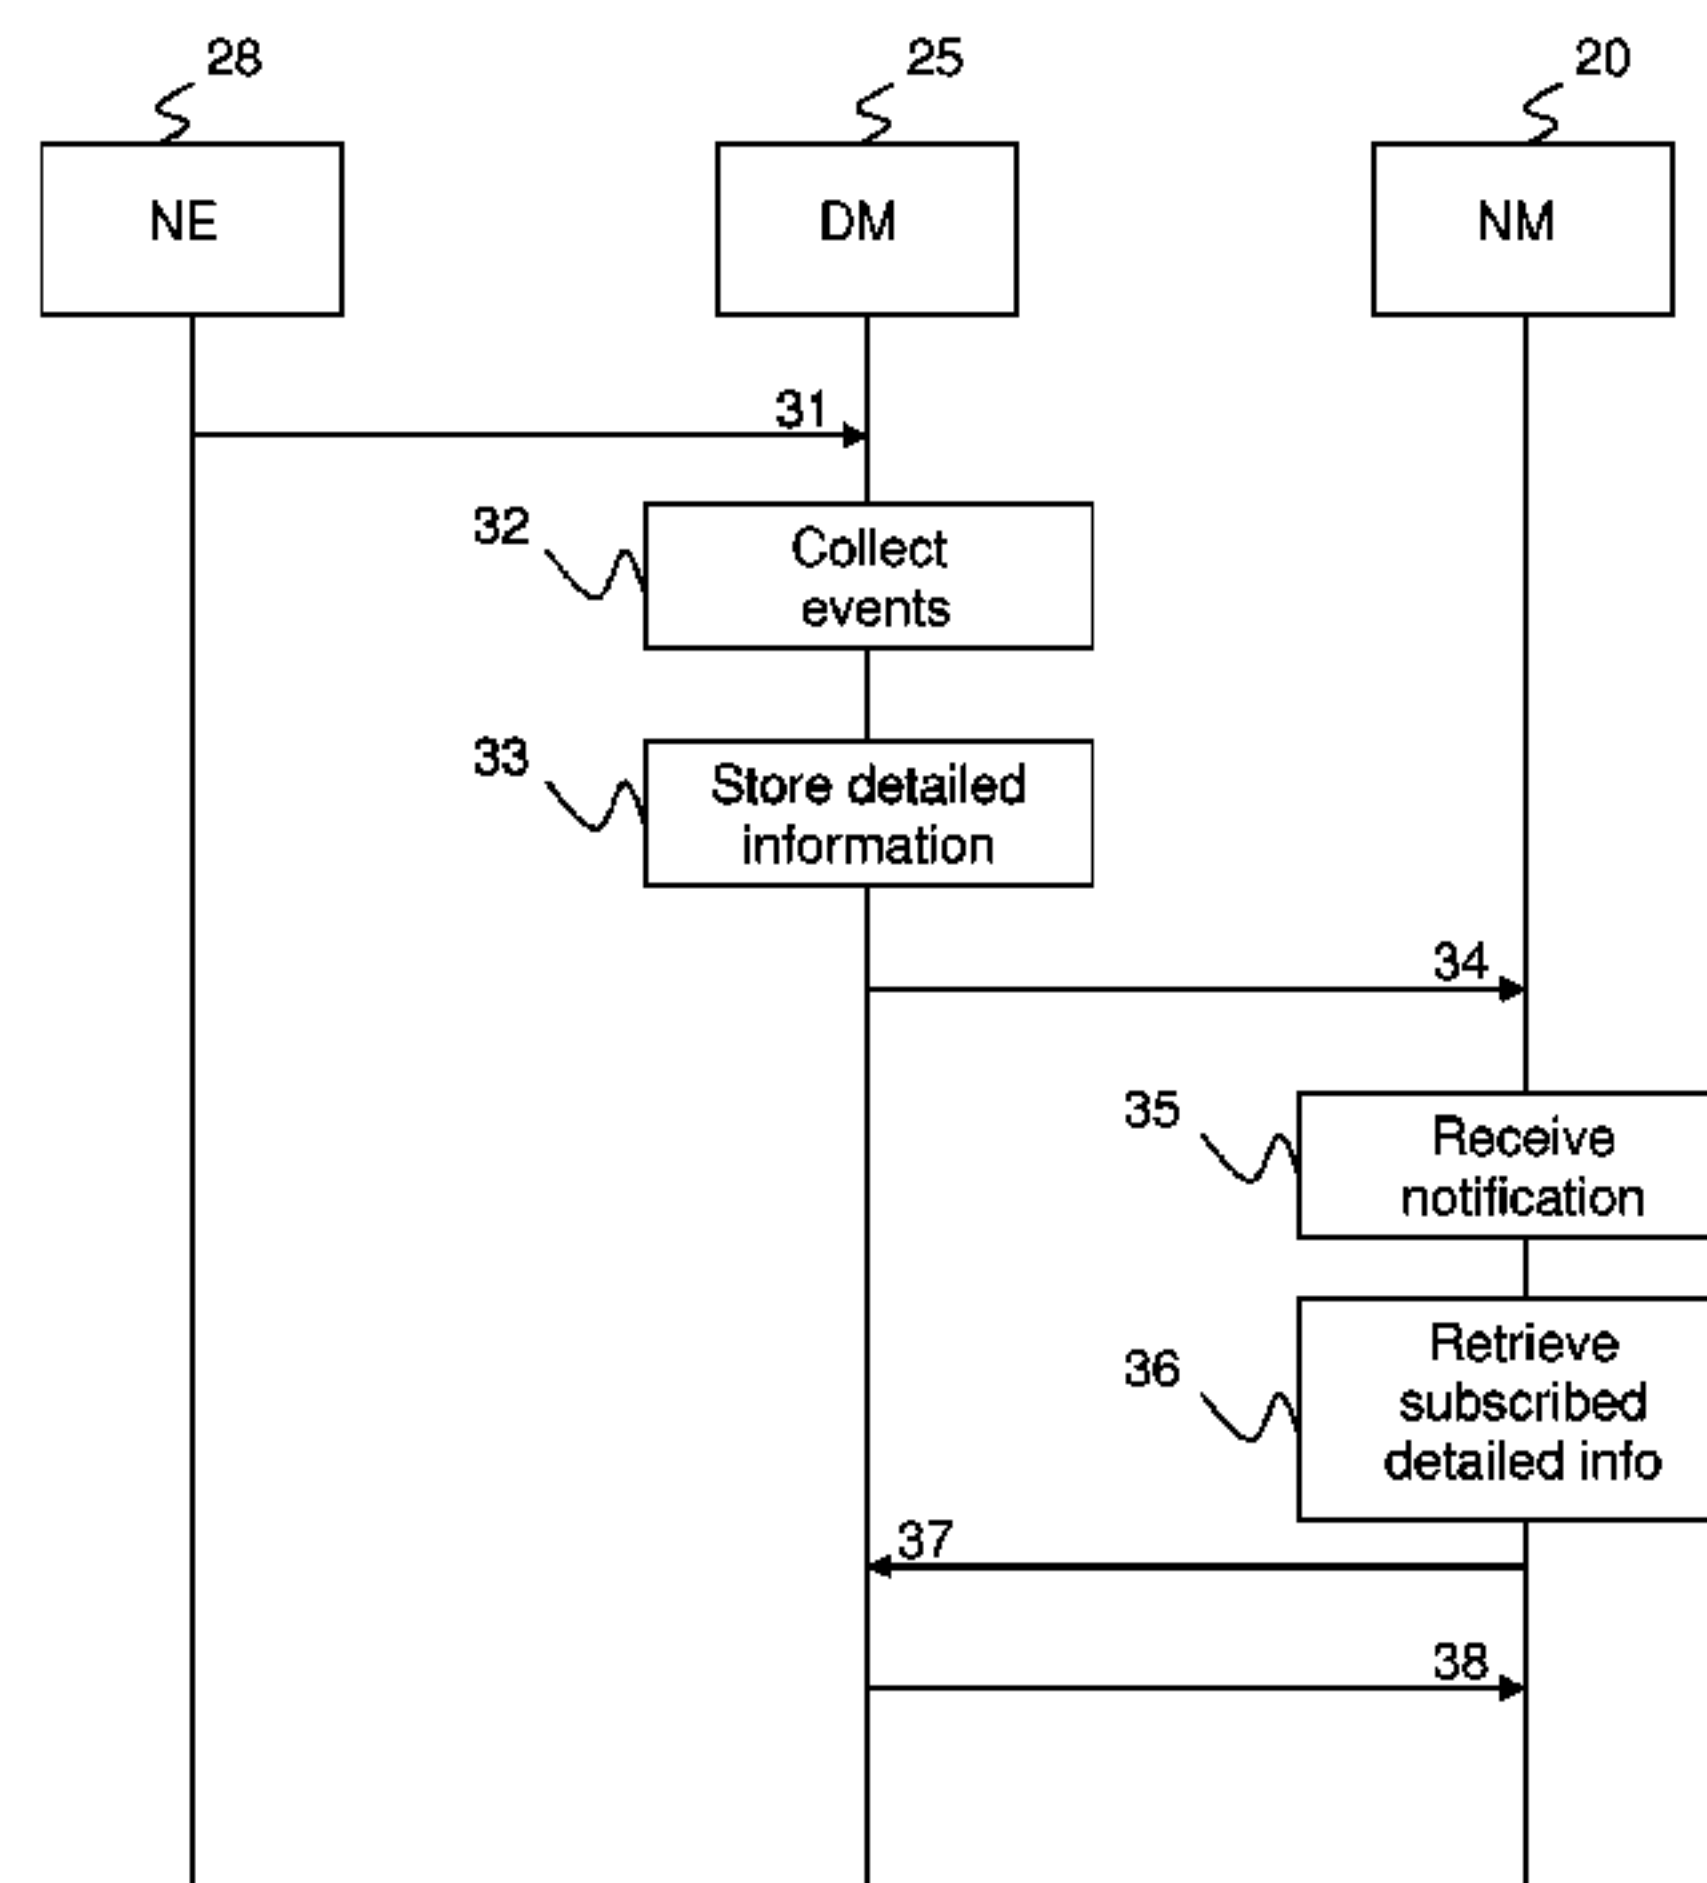 28
25
20
NE
DM
NM
31
32
Collect
events
33
Store detailed
information
34
35
Receive
notification
36
Retrieve
subscribed
detailed info
37
38